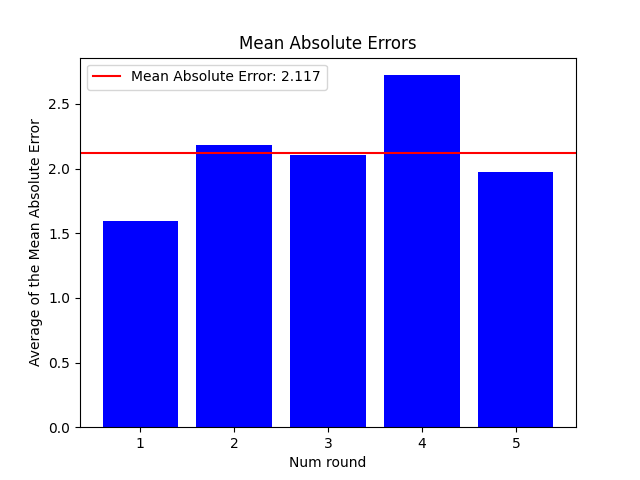 Mean Absolute Errors
Mean Absolute Error: 2.117
Average of the Mean Absolute Error
2.5
2.0
1.5
1.0
0.5
0.0
1 2 3 4 5
Num round